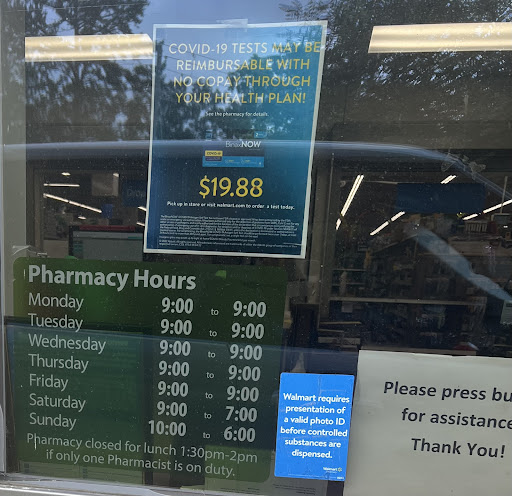 COVID-19 TESTS MAY BE
REIMBURSABLE WITH
NO COPAY THROUGH
YOUR HEALTH PLAN!
See the pharmacy for details.
BinaxNOW
$19.88
Pick up in store or visit walmart.com to order a test today.
Pharmacy Hours
Monday 9:00 to 9:00
Tuesday 9:00 to 9:00
Wednesday 9:00 to 9:00
Thursday 9:00 to 9:00
Friday 9:00 to 9:00
Saturday 9:00 to 7:00
Sunday 10:00 to 6:00
Pharmacy closed for lunch 1:30pm-2pm
if only one Pharmacist is on duty.
Walmart requires
presentation of
a valid photo ID
before controlled
substances are
dispensed.
Walmart
Please press bu
for assistance
Thank You!